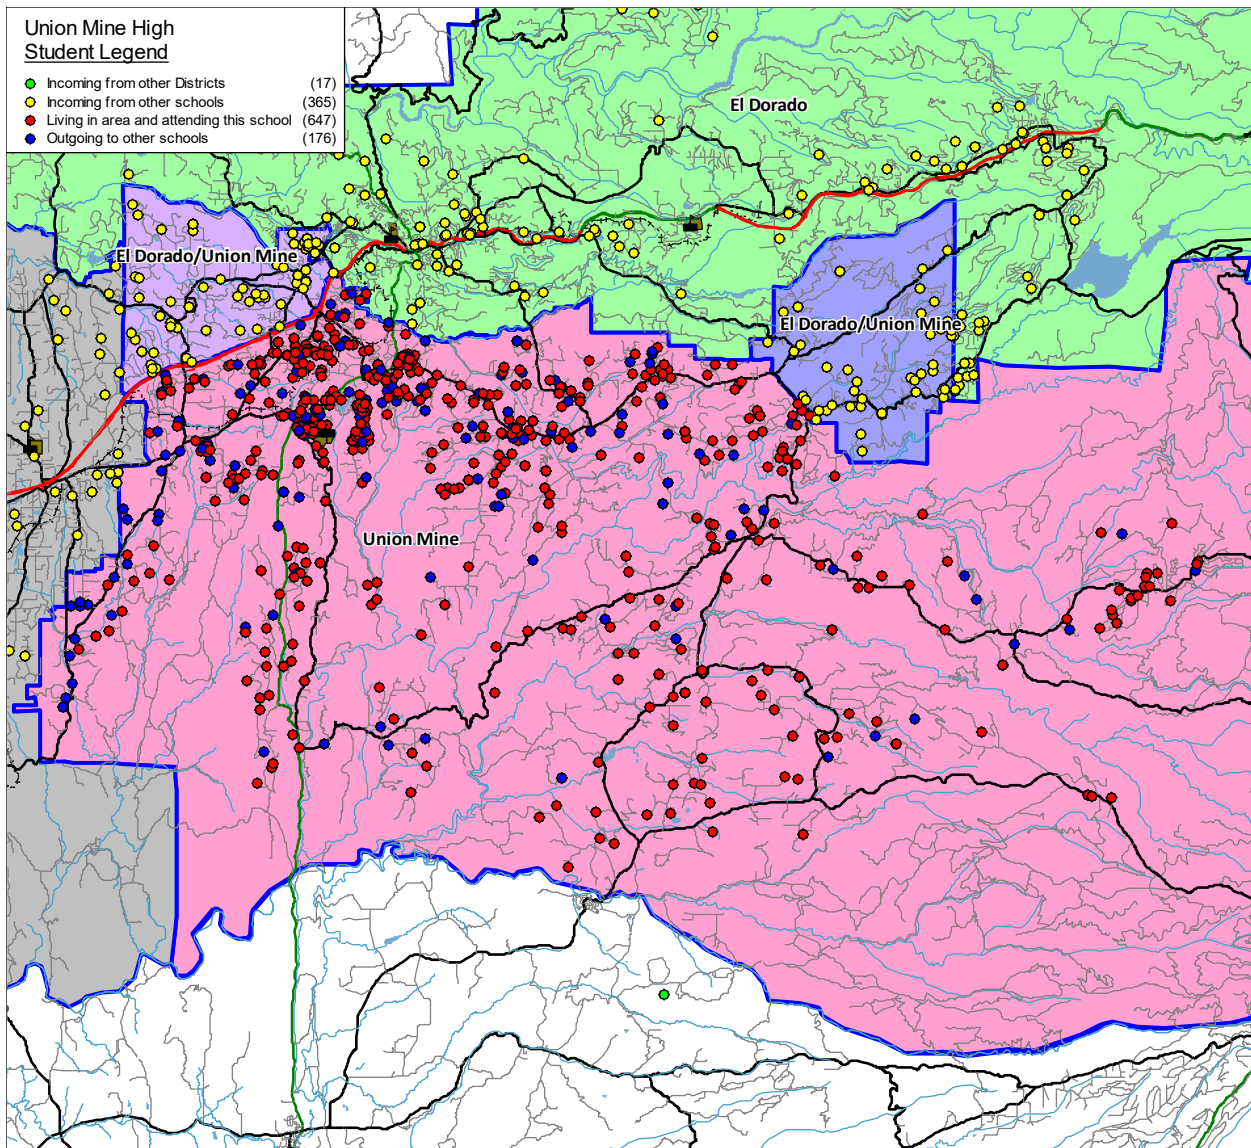 Union Mine High
Student Legend
Incoming from other Districts (17)
Incoming from other schools (365)
Living in area and attending this school (647)
Outgoing to other schools (176)
El Dorado
El Dorado/Union Mine
El Dorado/Union Mine
Union Mine